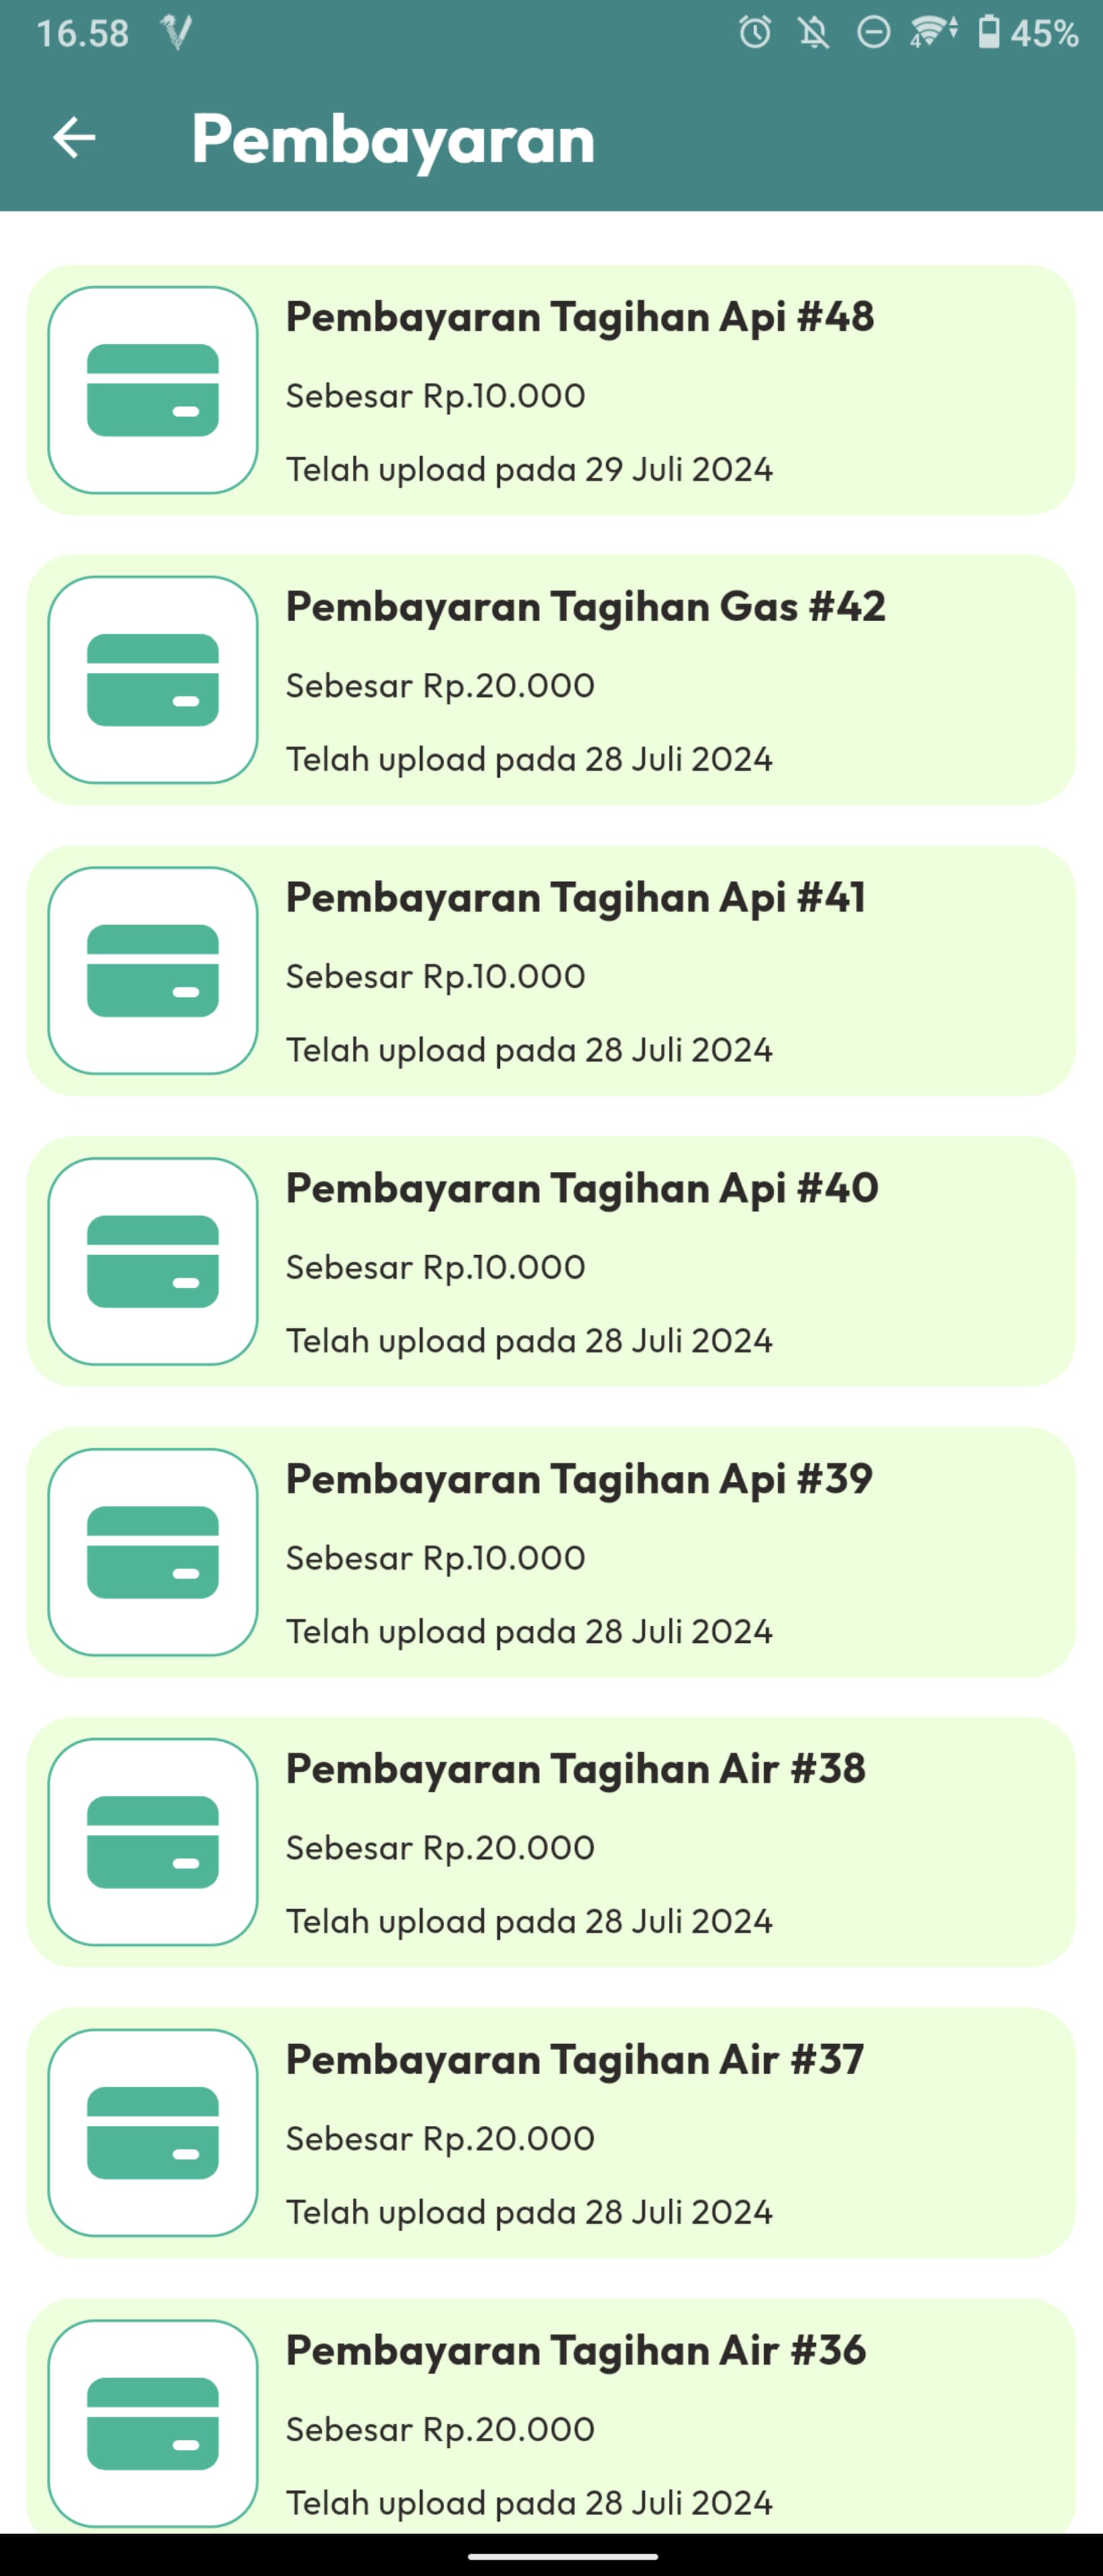 16.58
4
45%
Pembayaran
Pembayaran Tagihan Api #48
Sebesar Rp.10.000
Telah upload pada 29 Juli 2024
Pembayaran Tagihan Gas #42
Sebesar Rp.20.000
Telah upload pada 28 Juli 2024
Pembayaran Tagihan Api #41
Sebesar Rp.10.000
Telah upload pada 28 Juli 2024
Pembayaran Tagihan Api #40
Sebesar Rp.10.000
Telah upload pada 28 Juli 2024
Pembayaran Tagihan Api #39
Sebesar Rp.10.000
Telah upload pada 28 Juli 2024
Pembayaran Tagihan Air #38
Sebesar Rp.20.000
Telah upload pada 28 Juli 2024
Pembayaran Tagihan Air #37
Sebesar Rp.20.000
Telah upload pada 28 Juli 2024
Pembayaran Tagihan Air #36
Sebesar Rp.20.000
Telah upload pada 28 Juli 2024